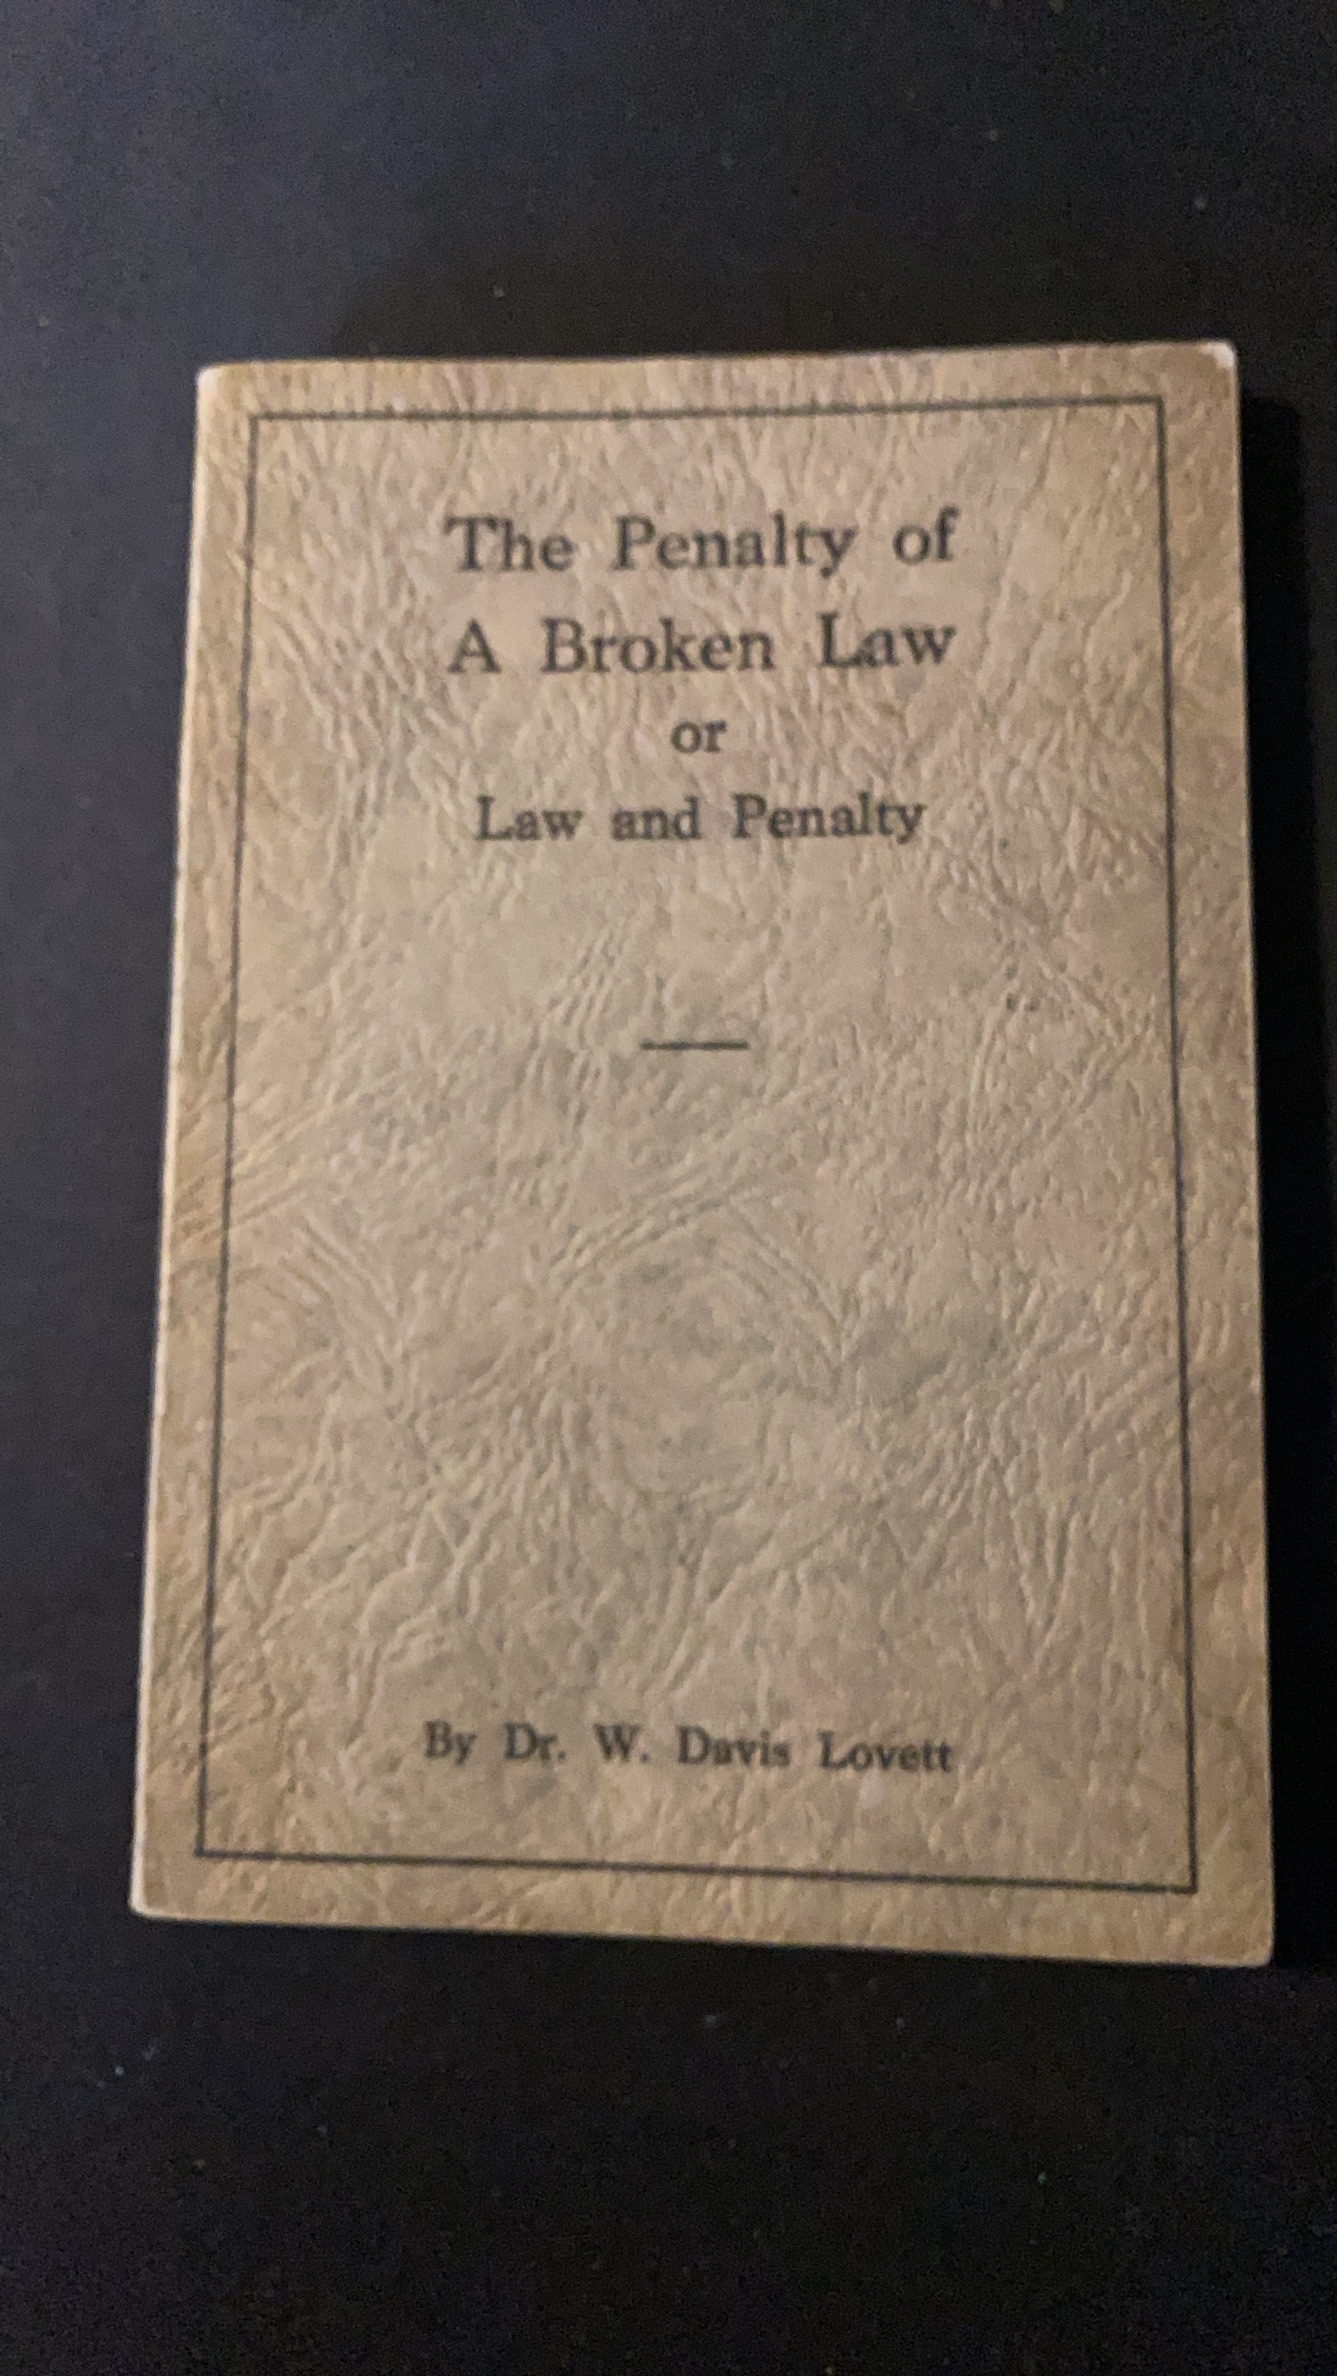 The Penalty of
A Broken Law
or
Law and Penalty
By Dr. W. Davis Lovett